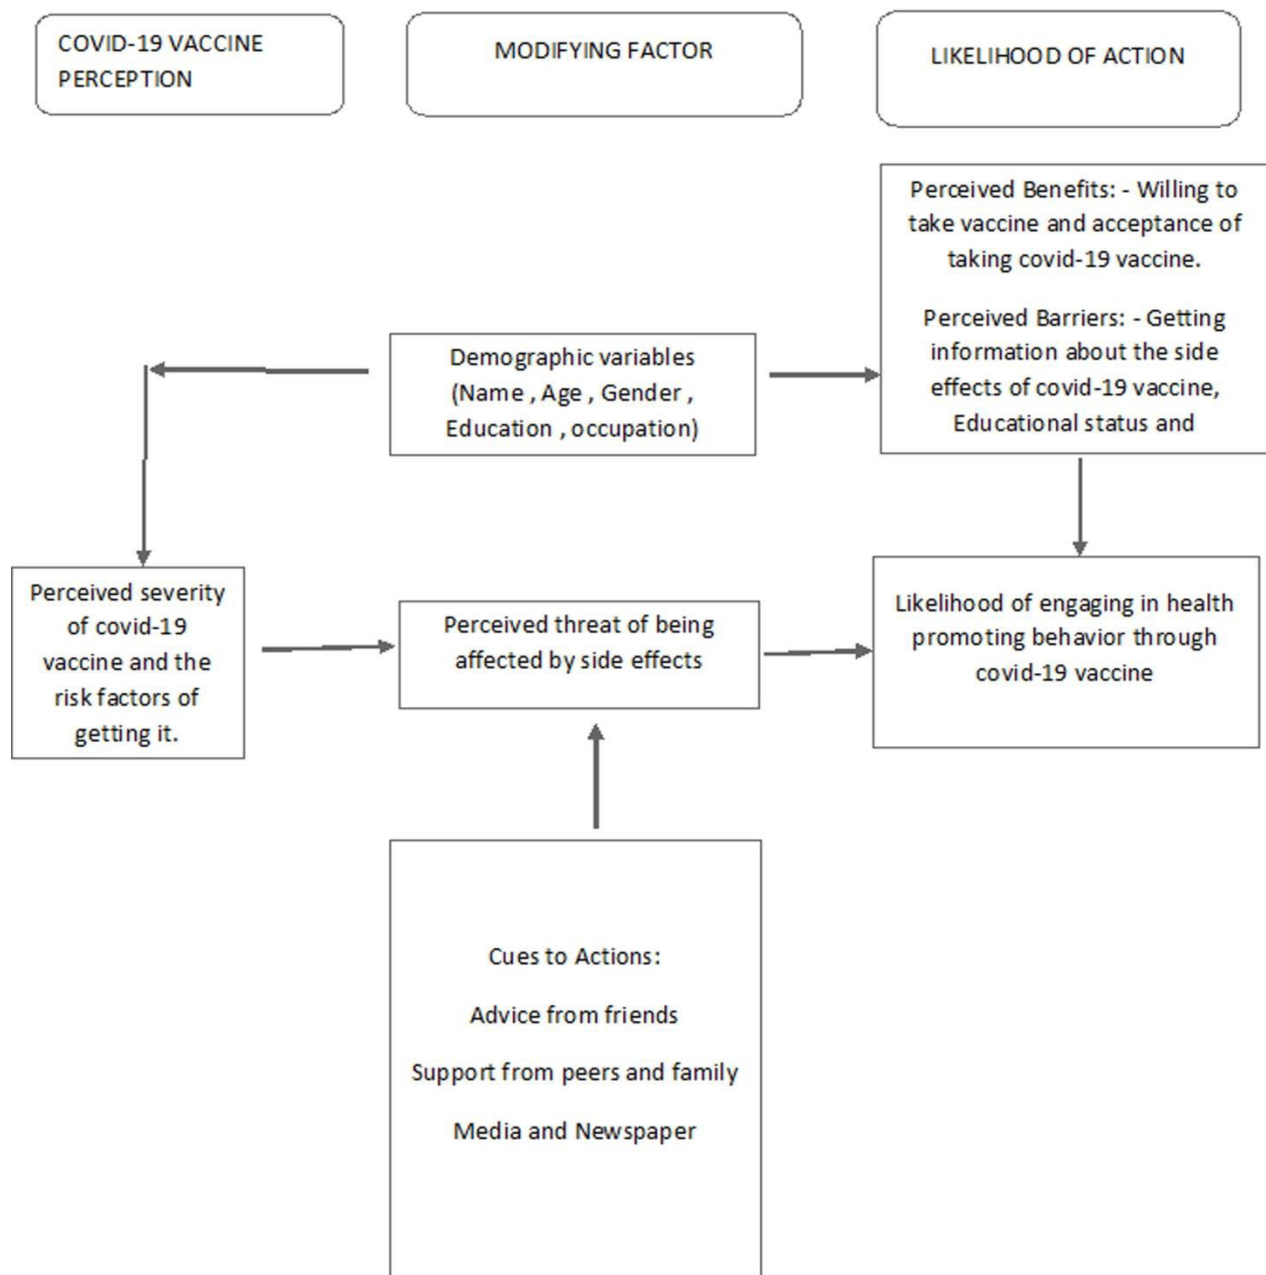 COVID-19 VACCINE
PERCEPTION
MODIFYING FACTOR
LIKELIHOOD OF ACTION
Perceived Benefits: - Willing to
take vaccine and acceptance of
taking covid-19 vaccine.
Perceived Barriers: - Getting
information about the side
effects of covid-19 vaccine,
Educational status and
Demographic variables
(Name , Age , Gender ,
Education , occupation)
Perceived severity
of covid-19
vaccine and the
risk factors of
getting it.
Perceived threat of being
affected by side effects
Likelihood of engaging in health
promoting behavior through
covid-19 vaccine
Cues to Actions:
Advice from friends
Support from peers and family
Media and Newspaper